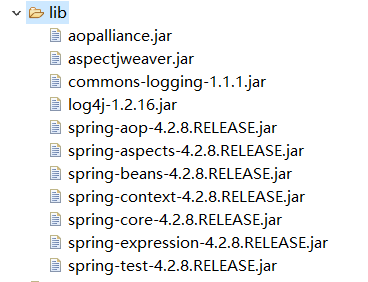 lib
aopalliance.jar
aspectjweaver.jar
commons-logging-1.1.1.jar
log4j-1.2.16.jar
spring-aop-4.2.8.RELEASE.jar
spring-aspects-4.2.8.RELEASE.jar
spring-beans-4.2.8.RELEASE.jar
spring-context-4.2.8.RELEASE.jar
spring-core-4.2.8.RELEASE.jar
spring-expression-4.2.8.RELEASE.jar
spring-test-4.2.8.RELEASE.jar